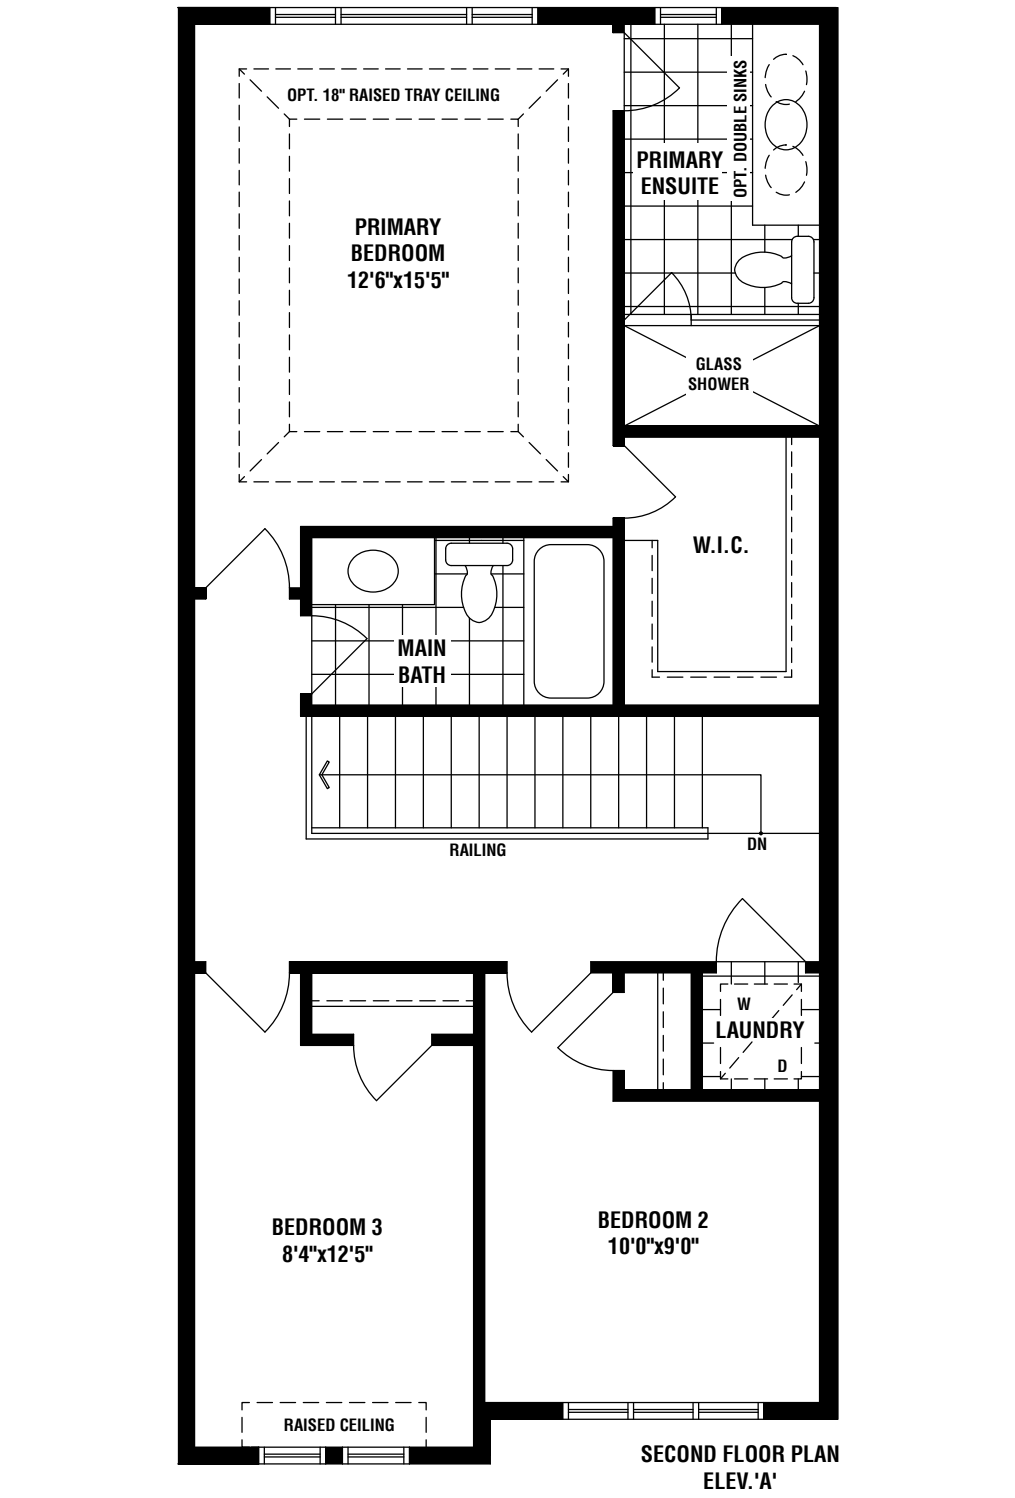 OPT. 18" RAISED TRAY CEILING
OPT. DOUBLE SINKS
PRIMARY
ENSUITE
PRIMARY
BEDROOM
12'6"x15'5"
GLASS
SHOWER
W.I.C.
MAIN
BATH
RAILING
DN
W
LAUNDRY
D
BEDROOM 3
8'4"x12'5"
BEDROOM 2
10'0"x9'0"
RAISED CEILING
SECOND FLOOR PLAN
ELEV.'A'